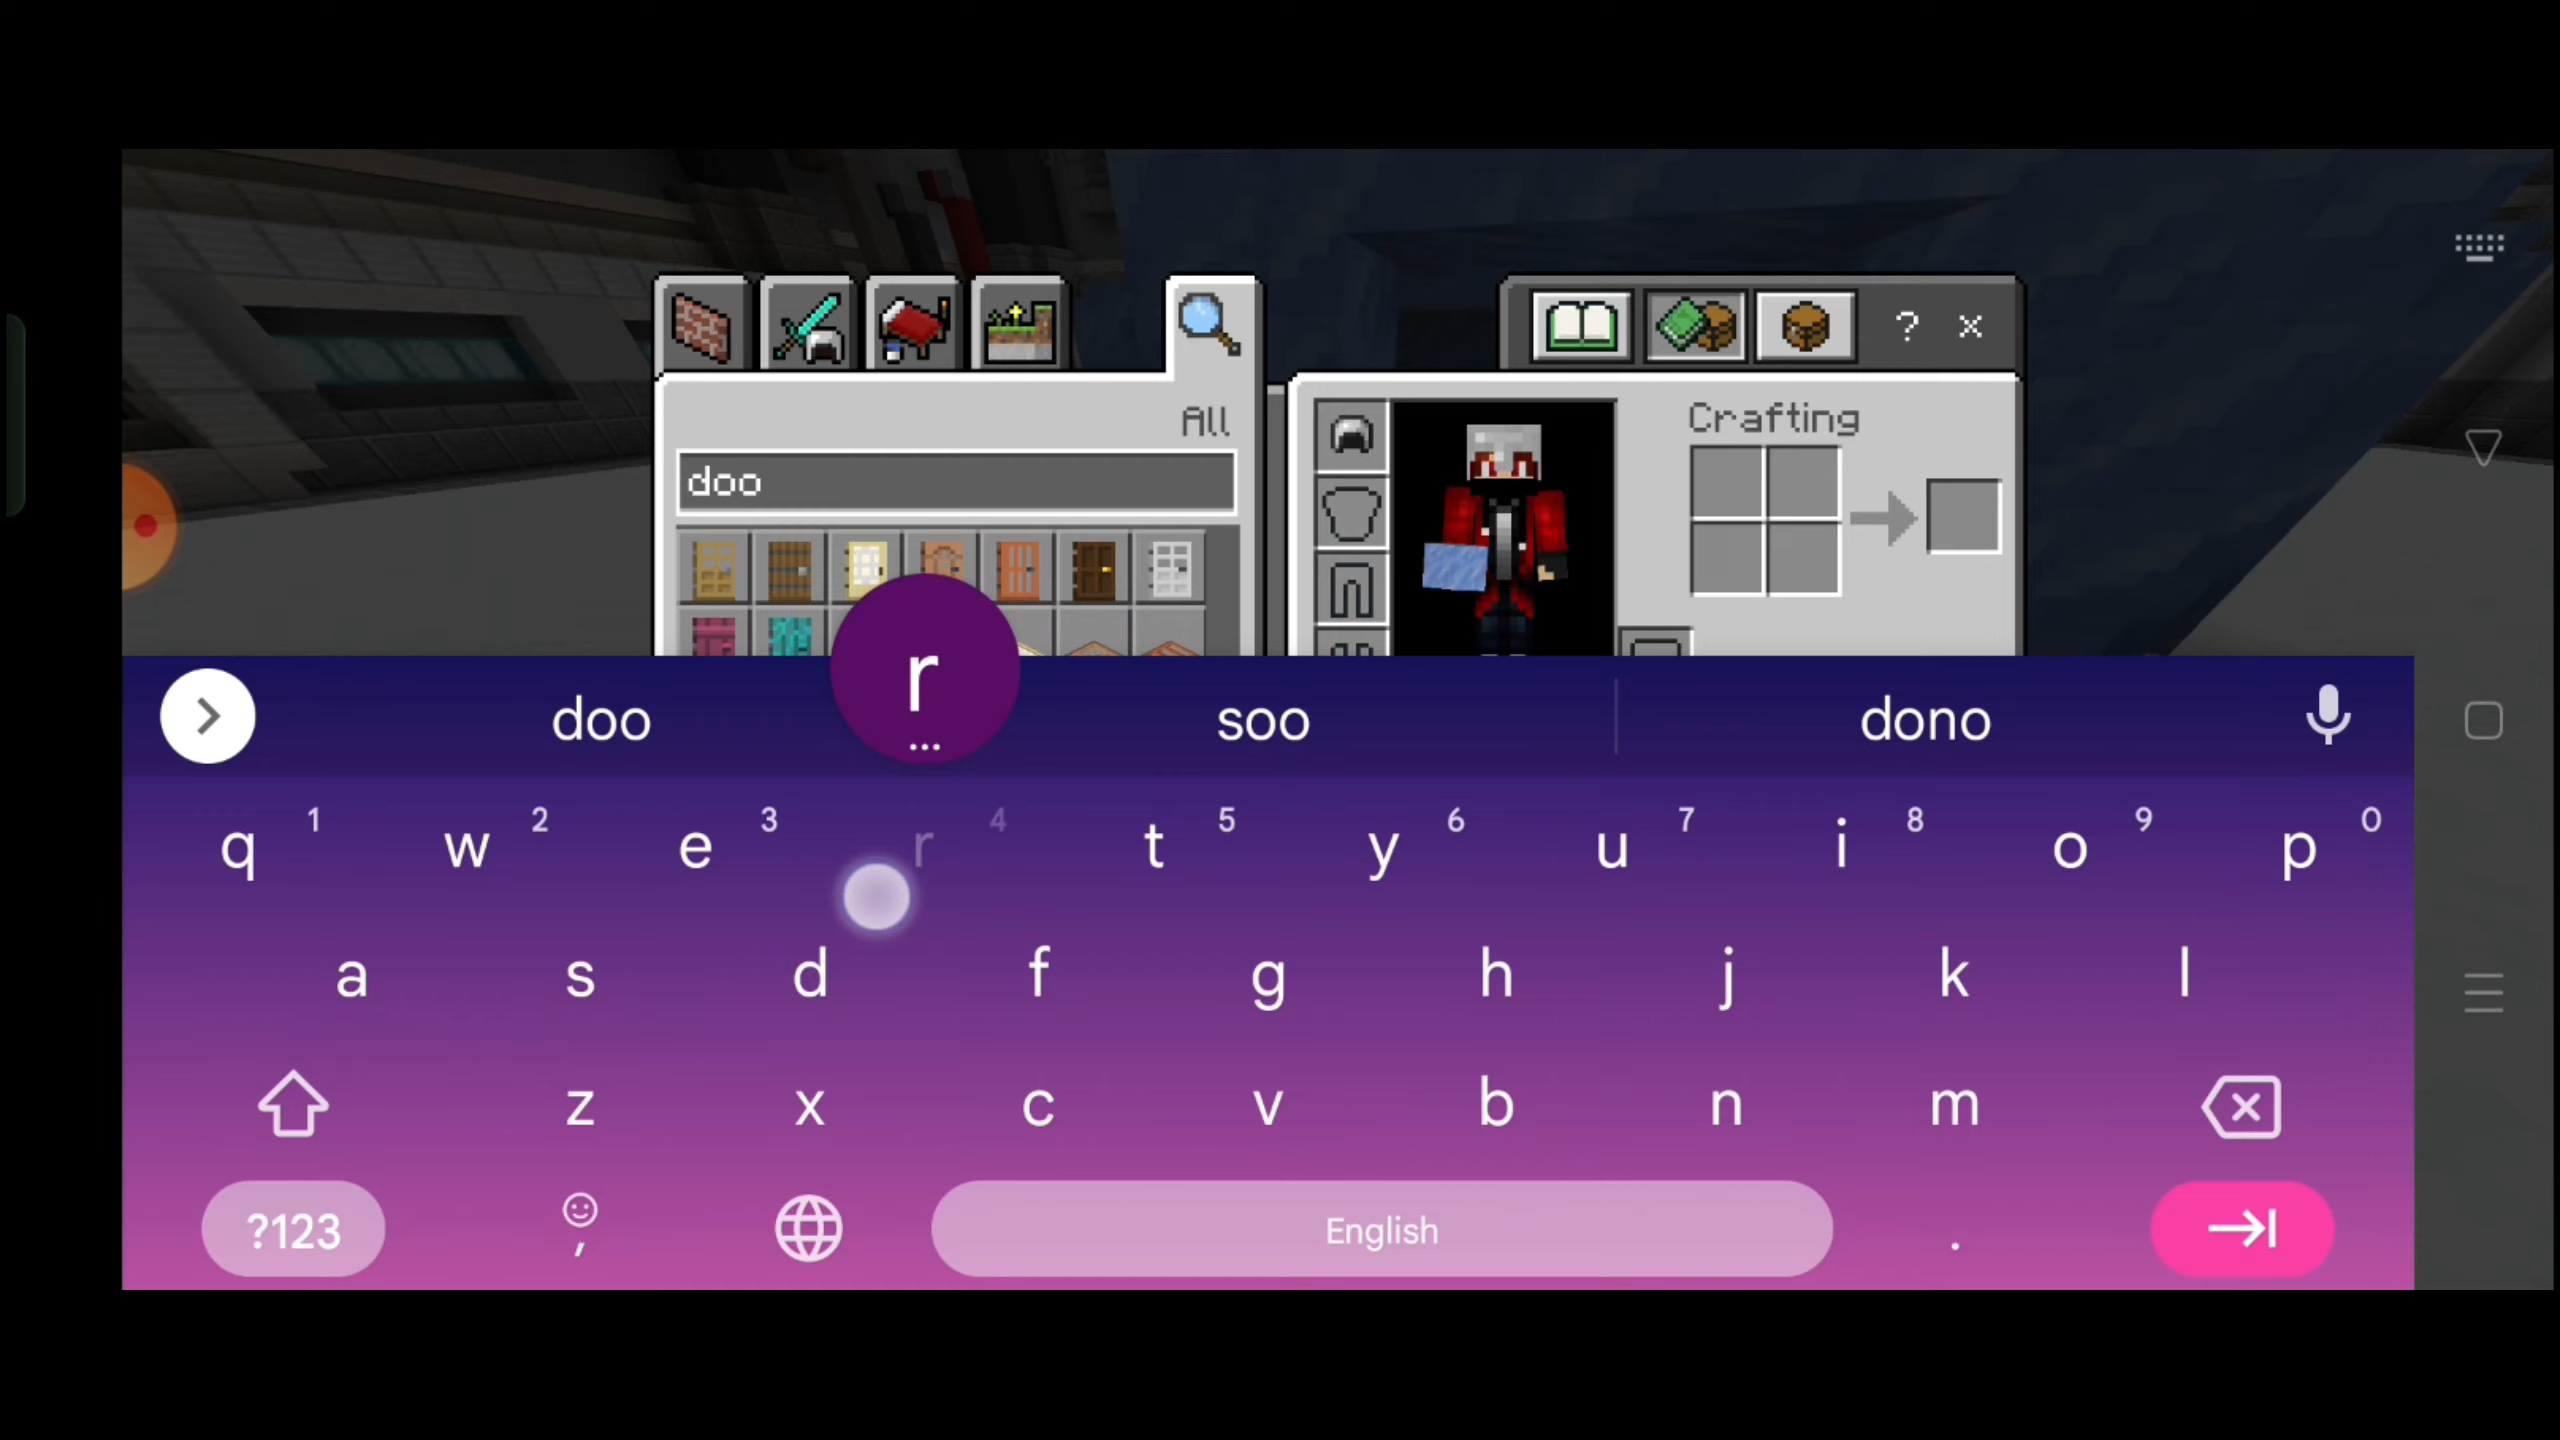 ? x
All
Crafting
doo
r
...
doo soo dono
q 1 w 2 e 3 r 4 t 5 y 6 u 7 i 8 o 9 p 0
a s d f g h j k l
z x c v b n m
?123 , English .